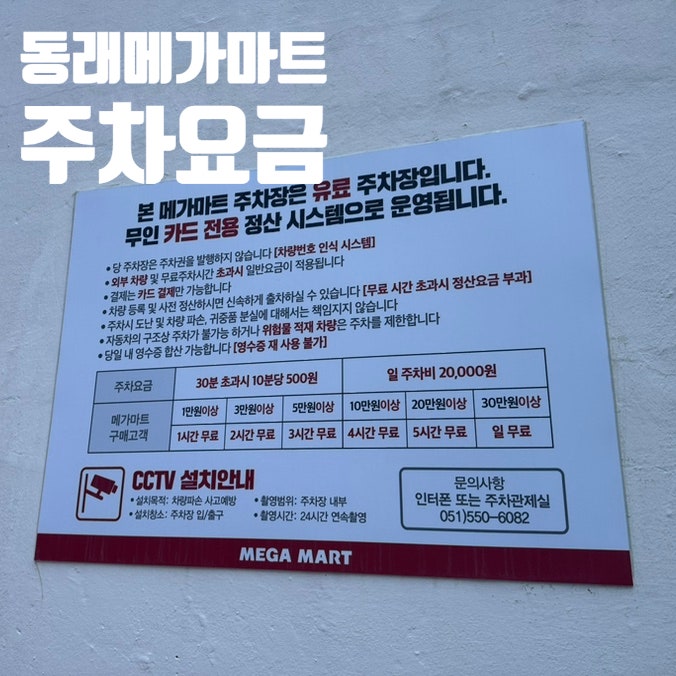 동래메가마트
주차요금
본 메가마트 주차장은 유료 주차장입니다.
무인 카드 전용 정산 시스템으로 운영됩니다.
• 당 주차장은 주차권을 발행하지 않습니다 [차량번호 인식 시스템]
• 외부 차량 및 무료주차시간 초과시 일반요금이 적용됩니다
• 결제는 카드 결제만 가능합니다
• 차량 등록 및 사전 정산하시면 신속하게 출차하실 수 있습니다 [무료 시간 초과시 정산요금 부과]
• 주차시 도난 및 차량 파손, 귀중품 분실에 대해서는 책임지지 않습니다
• 자동차의 구조상 주차가 불가능 하거나 위험물 적재 차량은 주차를 제한합니다
• 당일 내 영수증 합산 가능합니다 [영수증 재 사용 불가]
주차요금 30분 초과시 10분당 500원 일 주차비 20,000원
메가마트 구매고객 1만원이상 3만원이상 5만원이상 10만원이상 20만원이상 30만원이상
1시간 무료 2시간 무료 3시간 무료 4시간 무료 5시간 무료 일 무료
CCTV 설치안내
• 설치목적: 차량파손 사고예방 • 촬영범위: 주차장 내부
• 설치장소: 주차장 입/출구 • 촬영시간: 24시간 연속촬영
문의사항
인터폰 또는 주차관제실
051)550-6082
MEGA MART